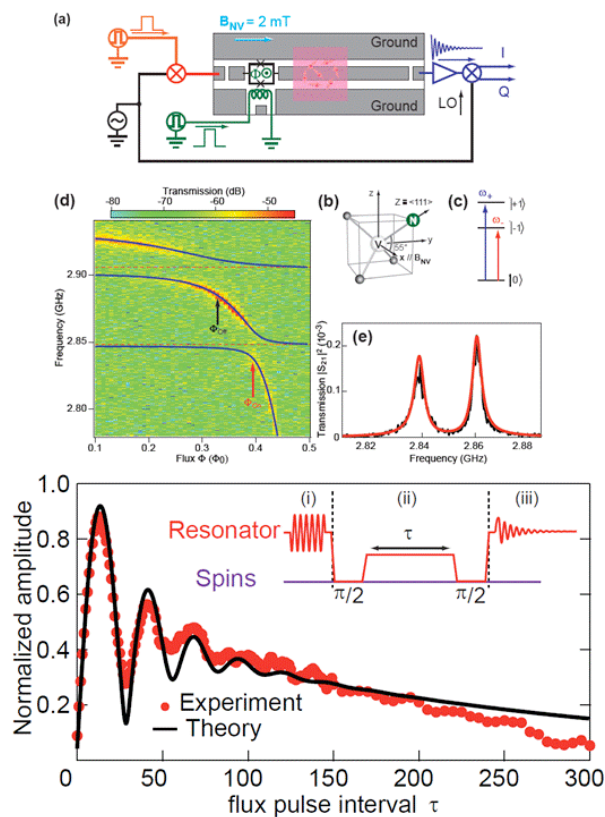 (a)
B_NV = 2 mT
Ground
Φ
I
Q
Ground
LO
(d)
Transmission (dB)
-80 -70 -60 -50
Frequency (GHz)
2.90
2.85
2.80
Φ_Off
Φ_On
0.1 0.2 0.3 0.4 0.5
Flux Φ (Φ₀)
(b)
z
Z ≡ <111>
N
V
y
55°
x // B_NV
(c)
ω₊
|+1⟩
ω₋
|-1⟩
|0⟩
(e)
Transmission |S₂₁|² (10⁻³)
0.2
0.1
0
2.82 2.84 2.86 2.88
Frequency (GHz)
Normalized amplitude
1.0
0.8
0.6
0.4
0.2
(i) (ii) (iii)
Resonator
τ
Spins
π/2 π/2
Experiment
Theory
0 50 100 150 200 250 300
flux pulse interval τ